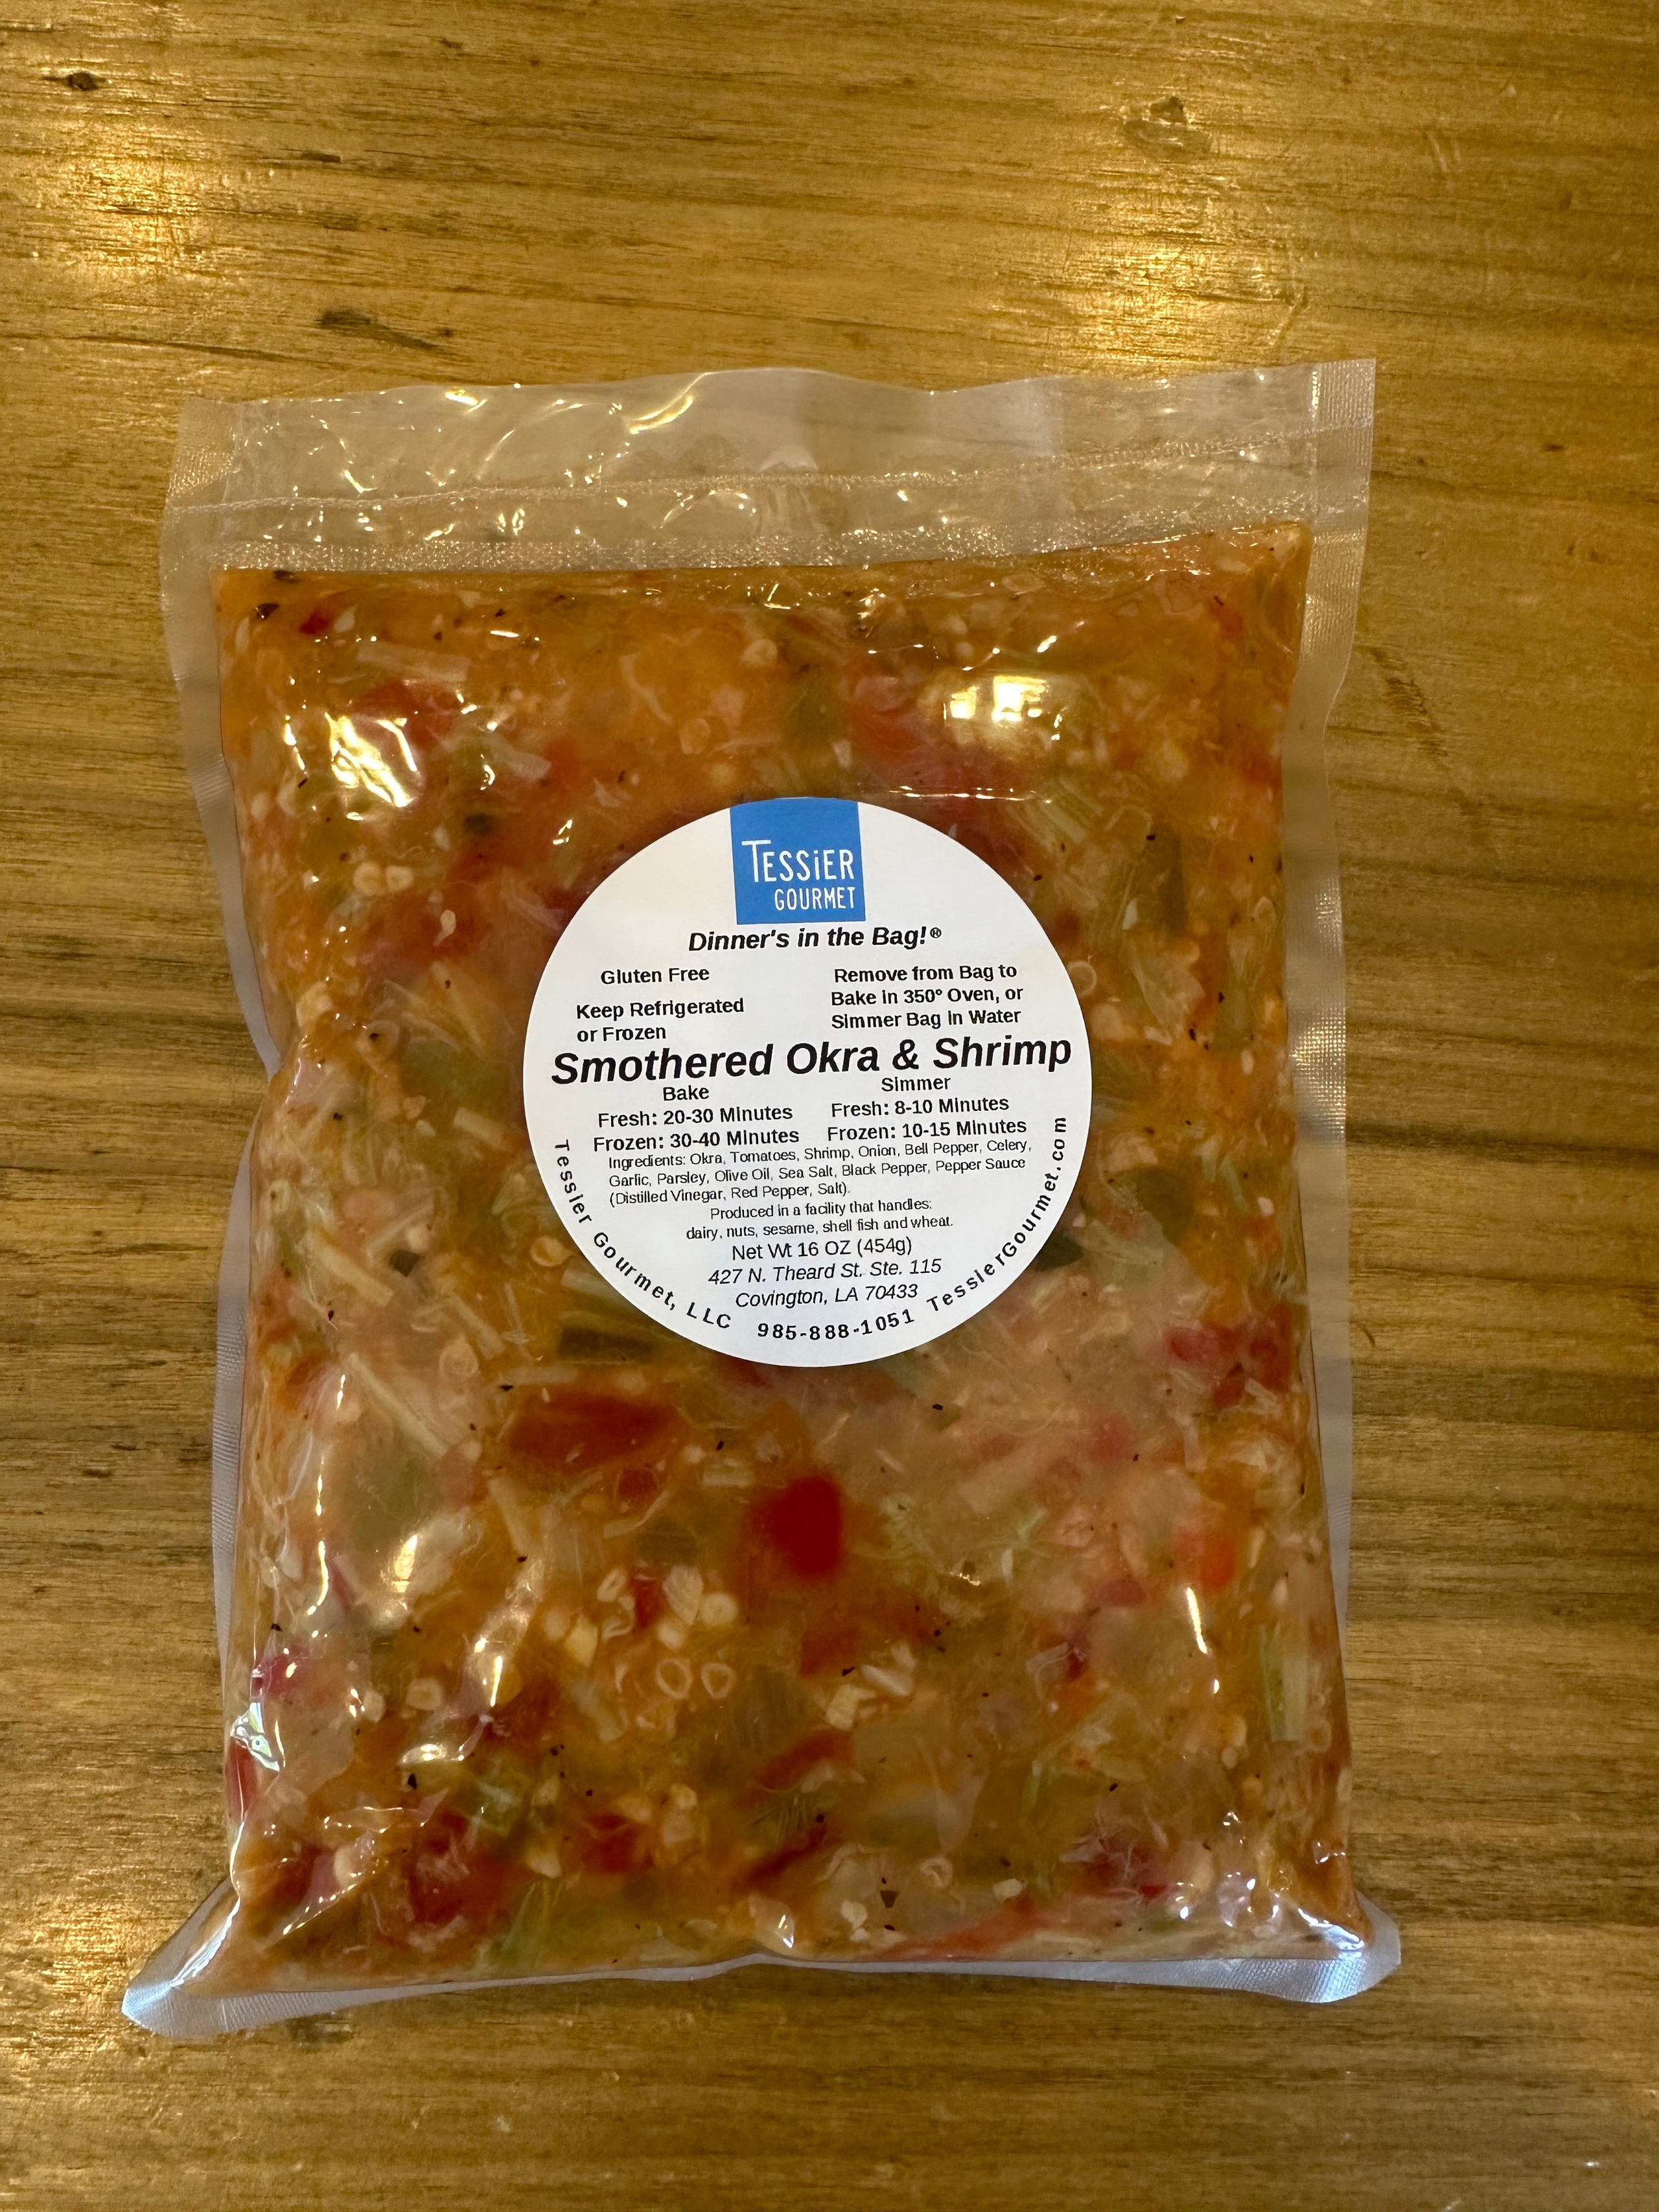 TESSiER
GOURMET
Dinner's in the Bag!®
Gluten Free
Keep Refrigerated
or Frozen
Remove from Bag to
Bake in 350° Oven, or
Simmer Bag in Water
Smothered Okra & Shrimp
Bake
Fresh: 20-30 Minutes
Frozen: 30-40 Minutes
Simmer
Fresh: 8-10 Minutes
Frozen: 10-15 Minutes
Ingredients: Okra, Tomatoes, Shrimp, Onion, Bell Pepper, Celery,
Garlic, Parsley, Olive Oil, Sea Salt, Black Pepper, Pepper Sauce
(Distilled Vinegar, Red Pepper, Salt).
Produced in a facility that handles:
dairy, nuts, sesame, shell fish and wheat.
Net Wt 16 OZ (454g)
427 N. Theard St. Ste. 115
Covington, LA 70433
Tessier Gourmet, LLC 985-888-1051 TessierGourmet.com